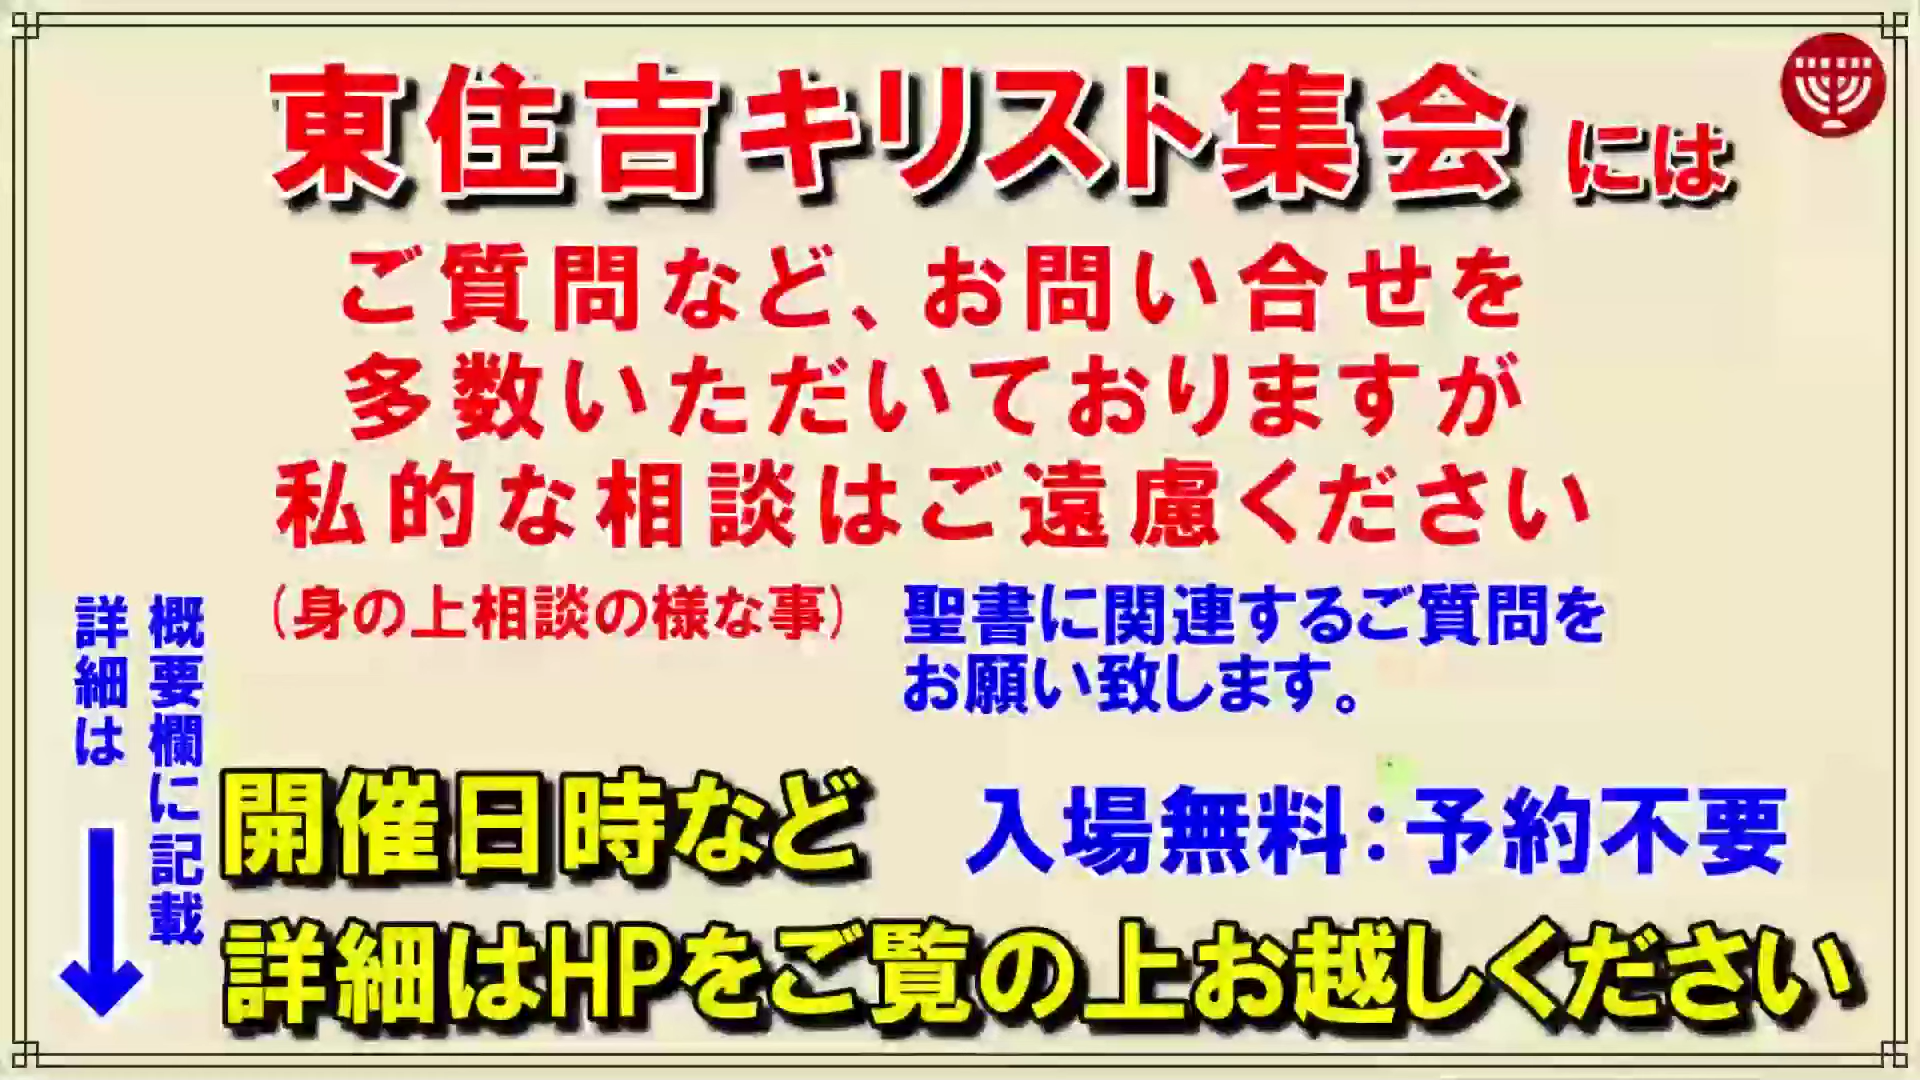 東住吉キリスト集会 には
ご質問など、お問い合せを
多数いただいておりますが
私的な相談はご遠慮ください
(身の上相談の様な事)
聖書に関連するご質問を
お願い致します。
詳細は
概要欄に記載
開催日時など
入場無料:予約不要
詳細はHPをご覧の上お越しください